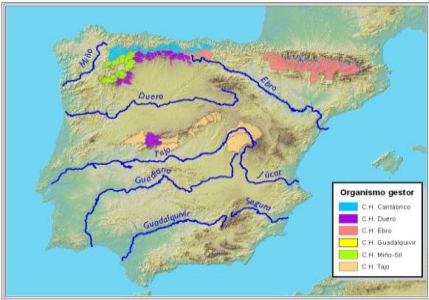 Miño
Ebro
Duero
Tajo
Guadiana
Júcar
Guadalquivir
Segura
Organismo gestor
C.H. Cantábrico
C.H. Duero
C.H. Ebro
C.H. Guadalquivir
C.H. Miño-Sil
C.H. Tajo